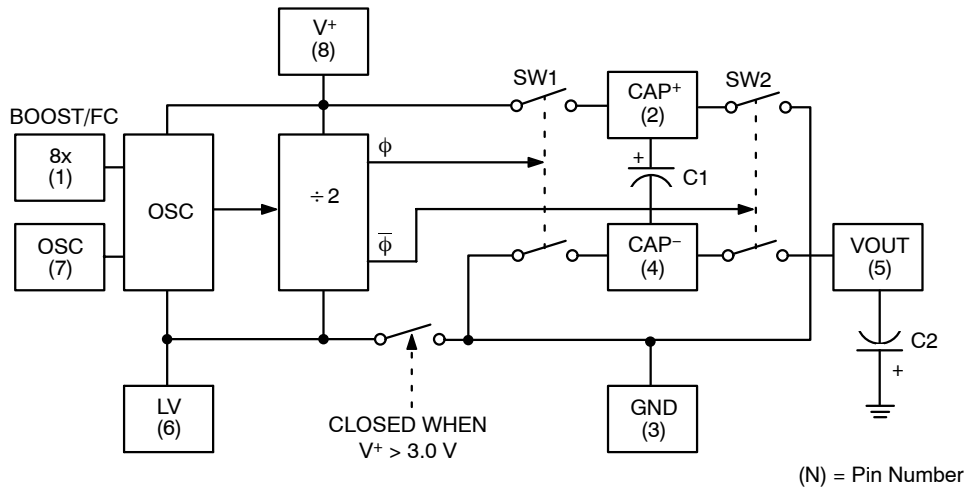 V+
(8)
SW1
CAP+
(2)
SW2
BOOST/FC
8x
(1)
OSC
÷2
ϕ
+
C1
OSC
(7)
ϕ̅
CAP−
(4)
VOUT
(5)
C2
+
LV
(6)
CLOSED WHEN
V+ > 3.0 V
GND
(3)
(N) = Pin Number